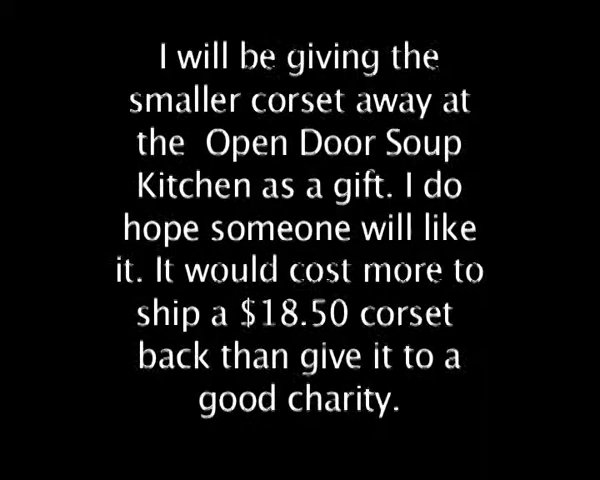 I will be giving the
smaller corset away at
the  Open Door Soup
Kitchen as a gift. I do
hope someone will like
it. It would cost more to
ship a $18.50 corset
back than give it to a
good charity.